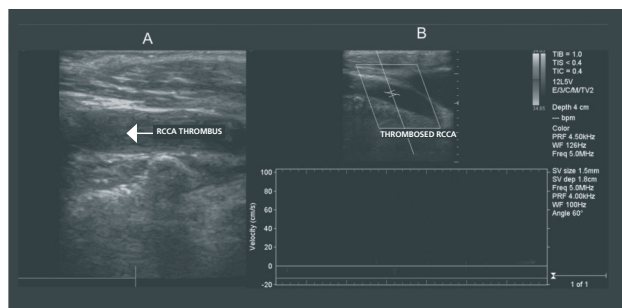 A
B
RCCA THROMBUS
THROMBOSED RCCA
TIB = 1.0
TIS < 0.4
TIC = 0.4
12L5V
E/3/C/M/TV2
Depth 4 cm
--- bpm
Color
PRF 4.50kHz
WF 126Hz
Freq 5.0MHz
SV size 1.5mm
SV dep 1.8cm
Freq 5.0MHz
PRF 4.00kHz
WF 100Hz
Angle 60°
Velocity (cm/s)
100
80
60
40
20
0
-20
1 of 1